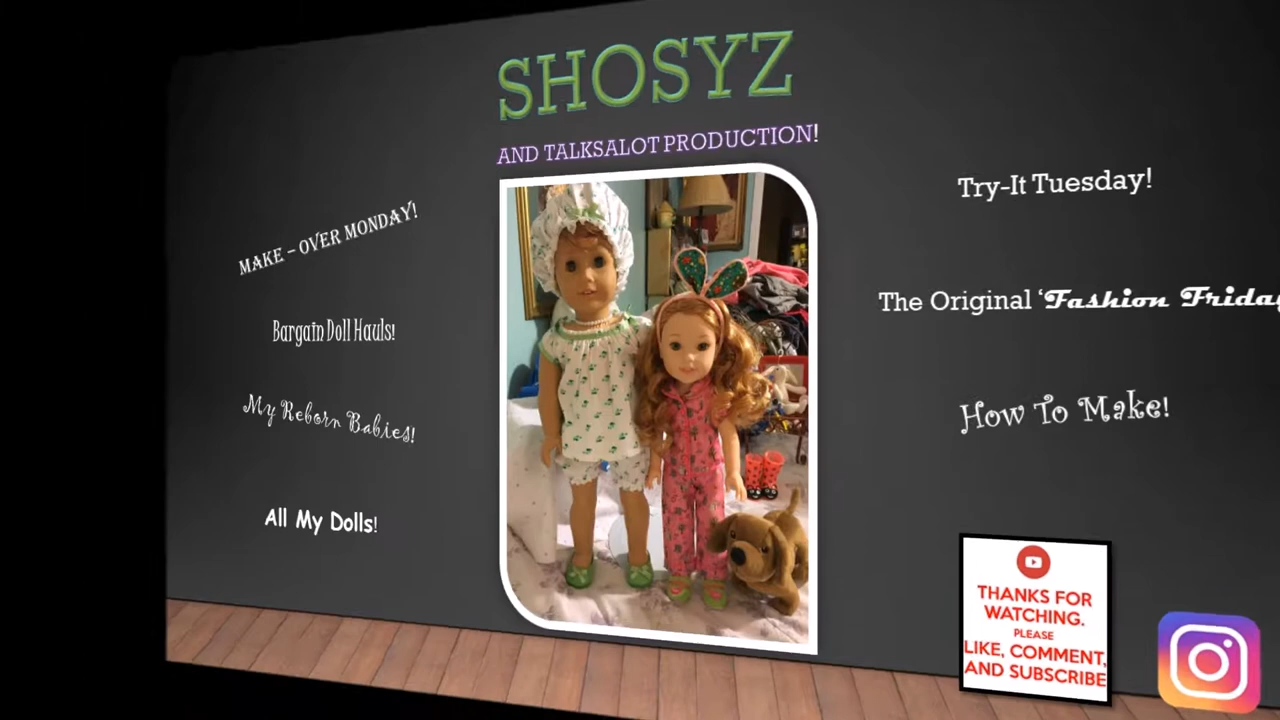 SHOSYZ
AND TALKSALOT PRODUCTION!
MAKE – OVER MONDAY!
Bargain Doll Hauls!
My Reborn Babies!
All My Dolls!
Try-It Tuesday!
The Original ‘Fashion Friday
How To Make!
THANKS FOR
WATCHING.
PLEASE
LIKE, COMMENT,
AND SUBSCRIBE